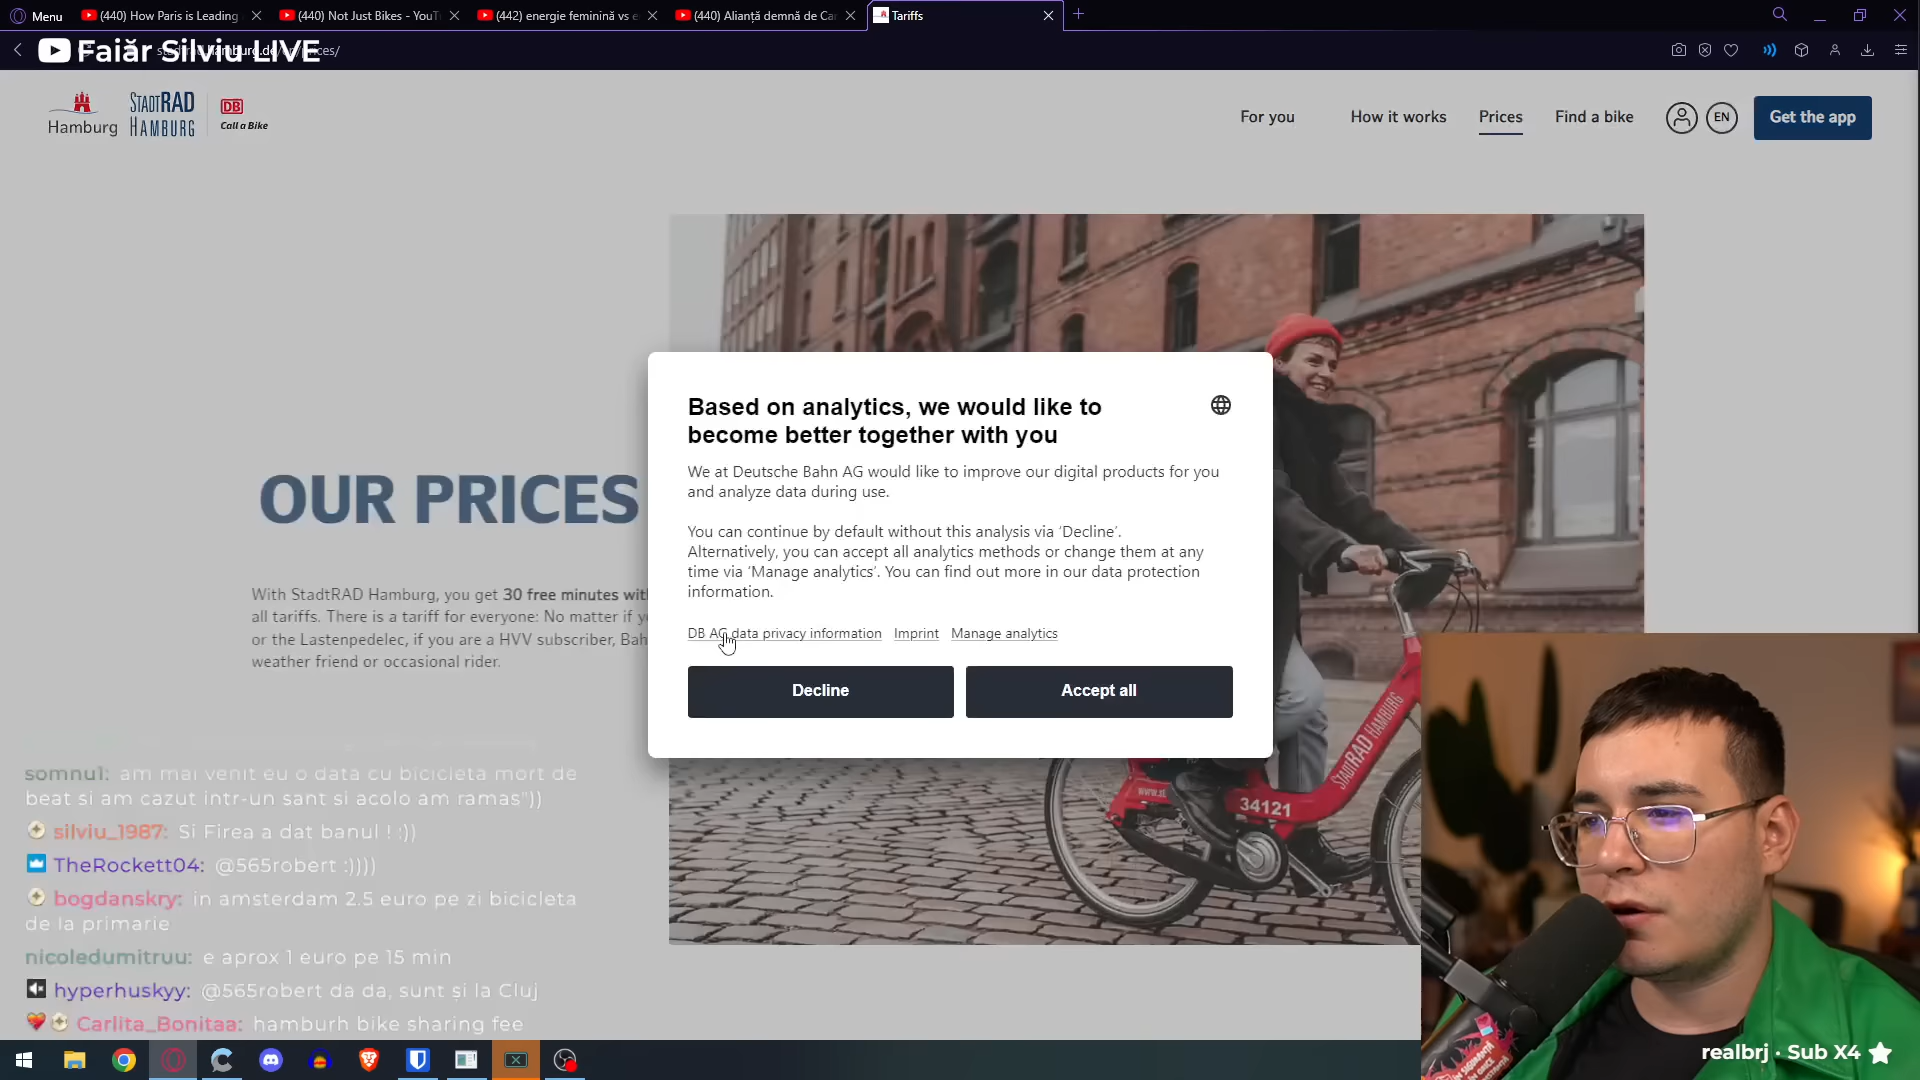 Menu
(440) How Paris is Leading
(440) Not Just Bikes - YouT
(442) energie feminină vs e
(440) Alianță demnă de Ca
Tariffs
Faiăr Silviu LIVE
Hamburg
STADTRAD
HAMBURG
DB
Call a Bike
For you
How it works
Prices
Find a bike
EN
Get the app
OUR PRICES
With StadtRAD Hamburg, you get 30 free minutes with
all tariffs. There is a tariff for everyone: No matter if y
or the Lastenpedelec, if you are a HVV subscriber, Bah
weather friend or occasional rider.
Based on analytics, we would like to
become better together with you
We at Deutsche Bahn AG would like to improve our digital products for you
and analyze data during use.
You can continue by default without this analysis via ‘Decline’.
Alternatively, you can accept all analytics methods or change them at any
time via ‘Manage analytics’. You can find out more in our data protection
information.
DB AG data privacy information
Imprint
Manage analytics
Decline
Accept all
STADTRAD HAMBURG
34121
somnu1: am mai venit eu o data cu bicicleta mort de
beat si am cazut intr-un sant si acolo am ramas"))
silviu_1987: Si Firea a dat banul ! :))
TheRockett04: @565robert :))))
bogdanskry: in amsterdam 2.5 euro pe zi bicicleta
de la primarie
nicoledumitruu: e aprox 1 euro pe 15 min
hyperhuskyy: @565robert da da, sunt și la Cluj
Carlita_Bonitaa: hamburh bike sharing fee
realbrj · Sub X4